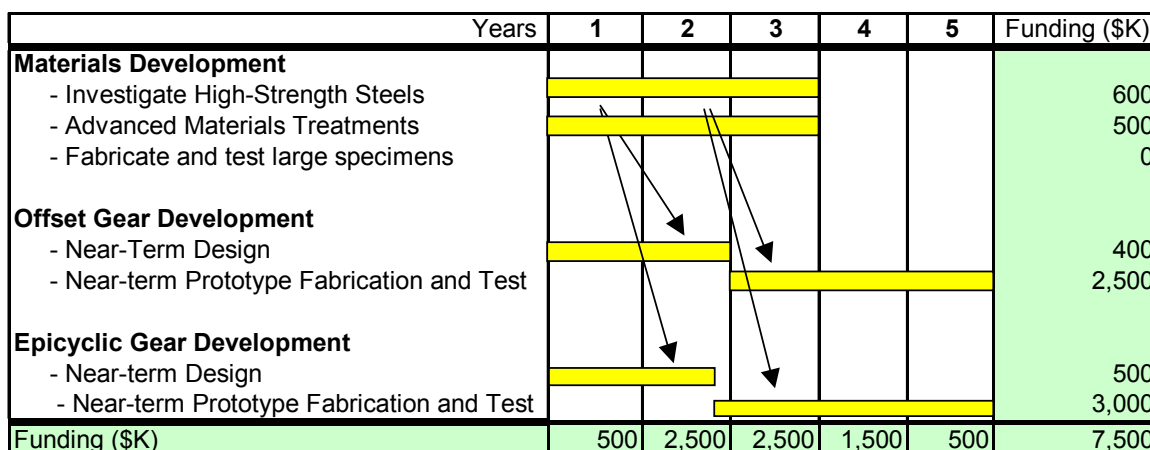 Years 1 2 3 4 5 Funding ($K)
Materials Development
- Investigate High-Strength Steels 600
- Advanced Materials Treatments 500
- Fabricate and test large specimens 0
Offset Gear Development
- Near-Term Design 400
- Near-term Prototype Fabrication and Test 2,500
Epicyclic Gear Development
- Near-term Design 500
- Near-term Prototype Fabrication and Test 3,000
Funding ($K) 500 2,500 2,500 1,500 500 7,500